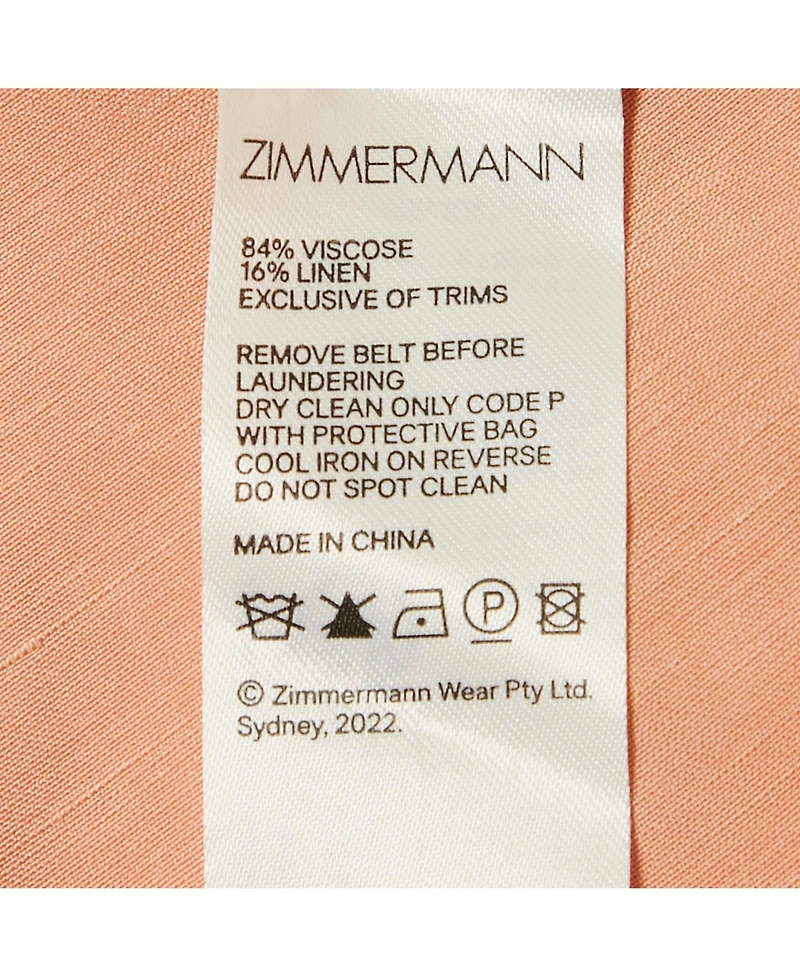 ZIMMERMANN
84% VISCOSE
16% LINEN
EXCLUSIVE OF TRIMS
REMOVE BELT BEFORE
LAUNDERING
DRY CLEAN ONLY CODE P
WITH PROTECTIVE BAG
COOL IRON ON REVERSE
DO NOT SPOT CLEAN
MADE IN CHINA
P
© Zimmermann Wear Pty Ltd.
Sydney, 2022.